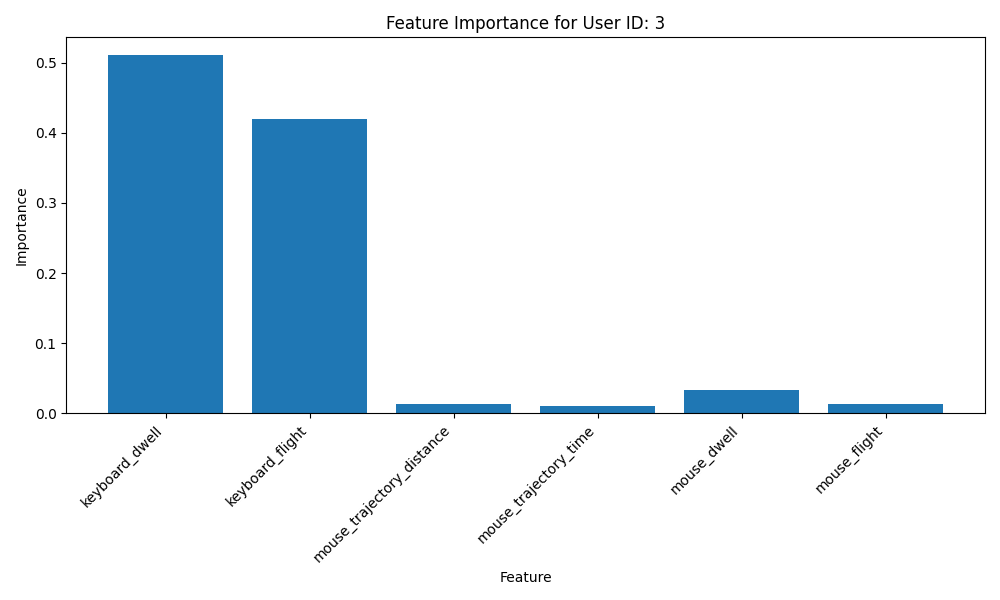 Feature Importance for User ID: 3
Importance
0.5
0.4
0.3
0.2
0.1
0.0
keyboard_dwell
keyboard_flight
mouse_trajectory_distance
mouse_trajectory_time
mouse_dwell
mouse_flight
Feature